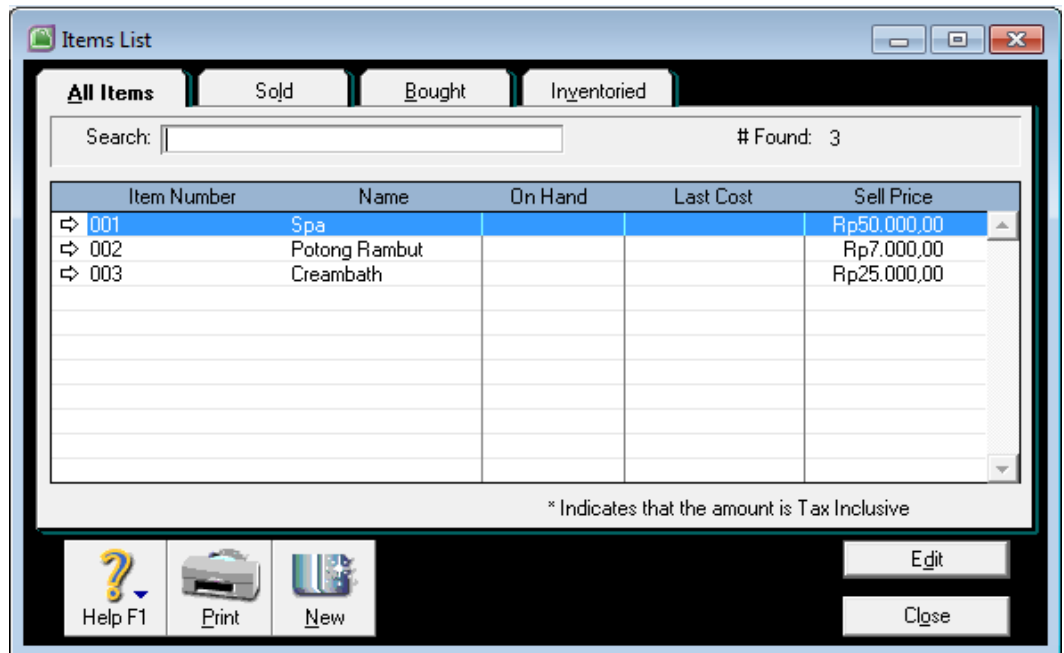 Items List
All Items Sold Bought Inventoried
Search: # Found: 3
Item Number Name On Hand Last Cost Sell Price
001 Spa Rp50.000,00
002 Potong Rambut Rp7.000,00
003 Creambath Rp25.000,00
* Indicates that the amount is Tax Inclusive
Edit
Help F1 Print New Close